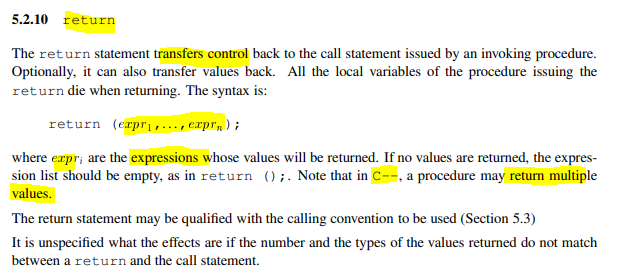 5.2.10 return
The return statement transfers control back to the call statement issued by an invoking procedure.
Optionally, it can also transfer values back. All the local variables of the procedure issuing the
return die when returning. The syntax is:
return (expr₁,...,exprₙ);
where exprᵢ are the expressions whose values will be returned. If no values are returned, the expres-
sion list should be empty, as in return ();. Note that in C--, a procedure may return multiple
values.
The return statement may be qualified with the calling convention to be used (Section 5.3)
It is unspecified what the effects are if the number and the types of the values returned do not match
between a return and the call statement.